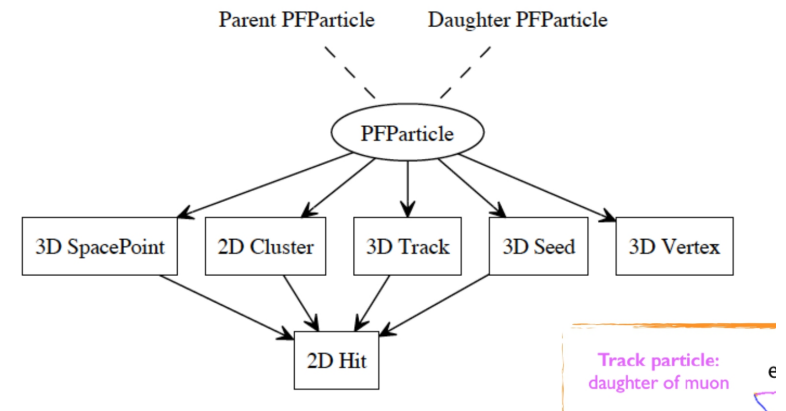 Parent PFParticle Daughter PFParticle
PFParticle
3D SpacePoint 2D Cluster 3D Track 3D Seed 3D Vertex
2D Hit
Track particle:
daughter of muon